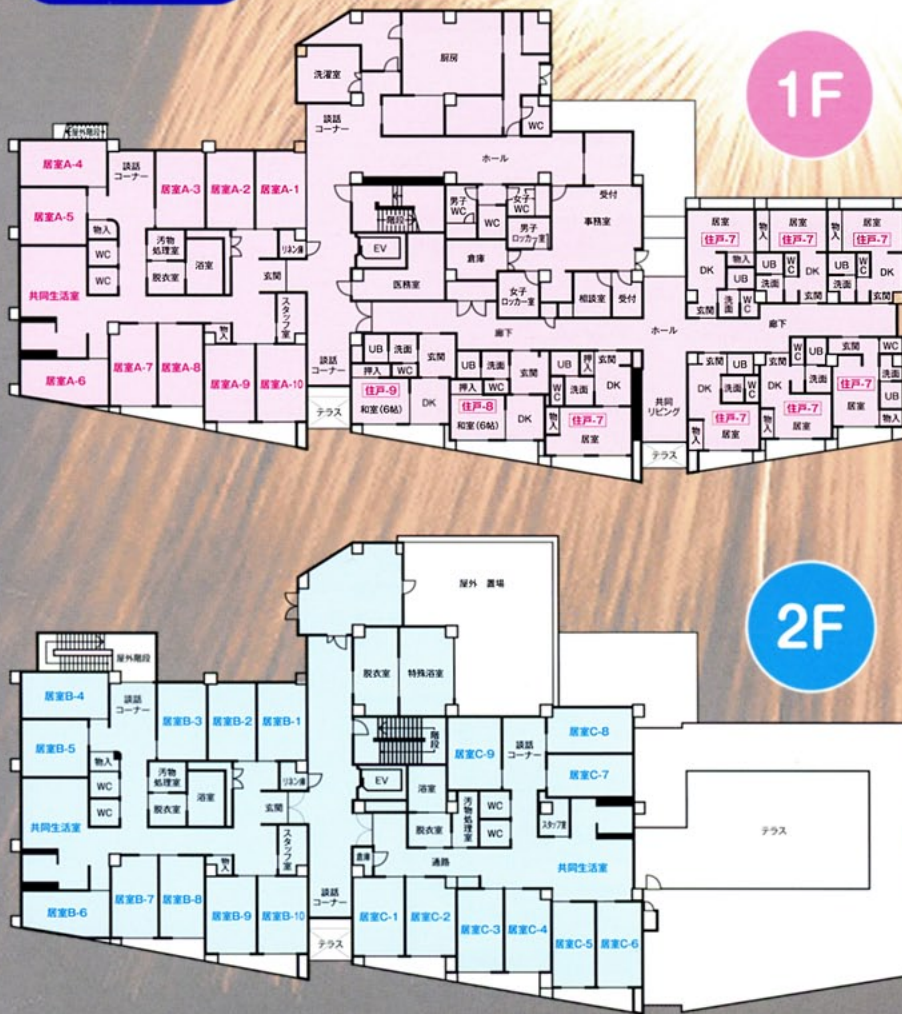 1F
厨房
洗濯室
談話
コーナー
WC
ホール
屋外階段
居室A-4
談話
コーナー
居室A-3
居室A-2
居室A-1
居室A-5
物入
WC
WC
汚物
処理室
脱衣室
浴室
リネン庫
玄関
共同生活室
スタッフ室
物入
居室A-6
居室A-7
居室A-8
居室A-9
居室A-10
階段
EV
医務室
男子
WC
WC
女子
WC
男子
ロッカー室
倉庫
女子
ロッカー室
受付
事務室
相談室
受付
廊下
ホール
廊下
談話
コーナー
テラス
UB
洗面
玄関
押入
WC
住戸-9
和室(6帖)
DK
UB
洗面
玄関
押入
WC
住戸-8
和室(6帖)
DK
UB
押入
玄関
WC
洗面
DK
物入
住戸-7
居室
共同
リビング
テラス
居室
住戸-7
物入
DK
物入
UB
洗面
WC
玄関
居室
住戸-7
物入
UB
WC
洗面
DK
玄関
居室
住戸-7
UB
WC
洗面
DK
玄関
玄関
UB
DK
洗面
WC
住戸-7
物入
居室
玄関
WC
UB
DK
洗面
住戸-7
物入
居室
玄関
WC
洗面
住戸-7
UB
居室
物入
DK
2F
屋外 置場
屋外階段
居室B-4
談話
コーナー
居室B-3
居室B-2
居室B-1
居室B-5
物入
WC
WC
汚物
処理室
脱衣室
浴室
リネン庫
玄関
共同生活室
スタッフ室
物入
居室B-6
居室B-7
居室B-8
居室B-9
居室B-10
脱衣室
特殊浴室
階段
EV
浴室
脱衣室
汚物処理室
居室C-9
談話
コーナー
居室C-8
居室C-7
WC
WC
スタッフ室
倉庫
通路
共同生活室
談話
コーナー
テラス
居室C-1
居室C-2
居室C-3
居室C-4
居室C-5
居室C-6
テラス